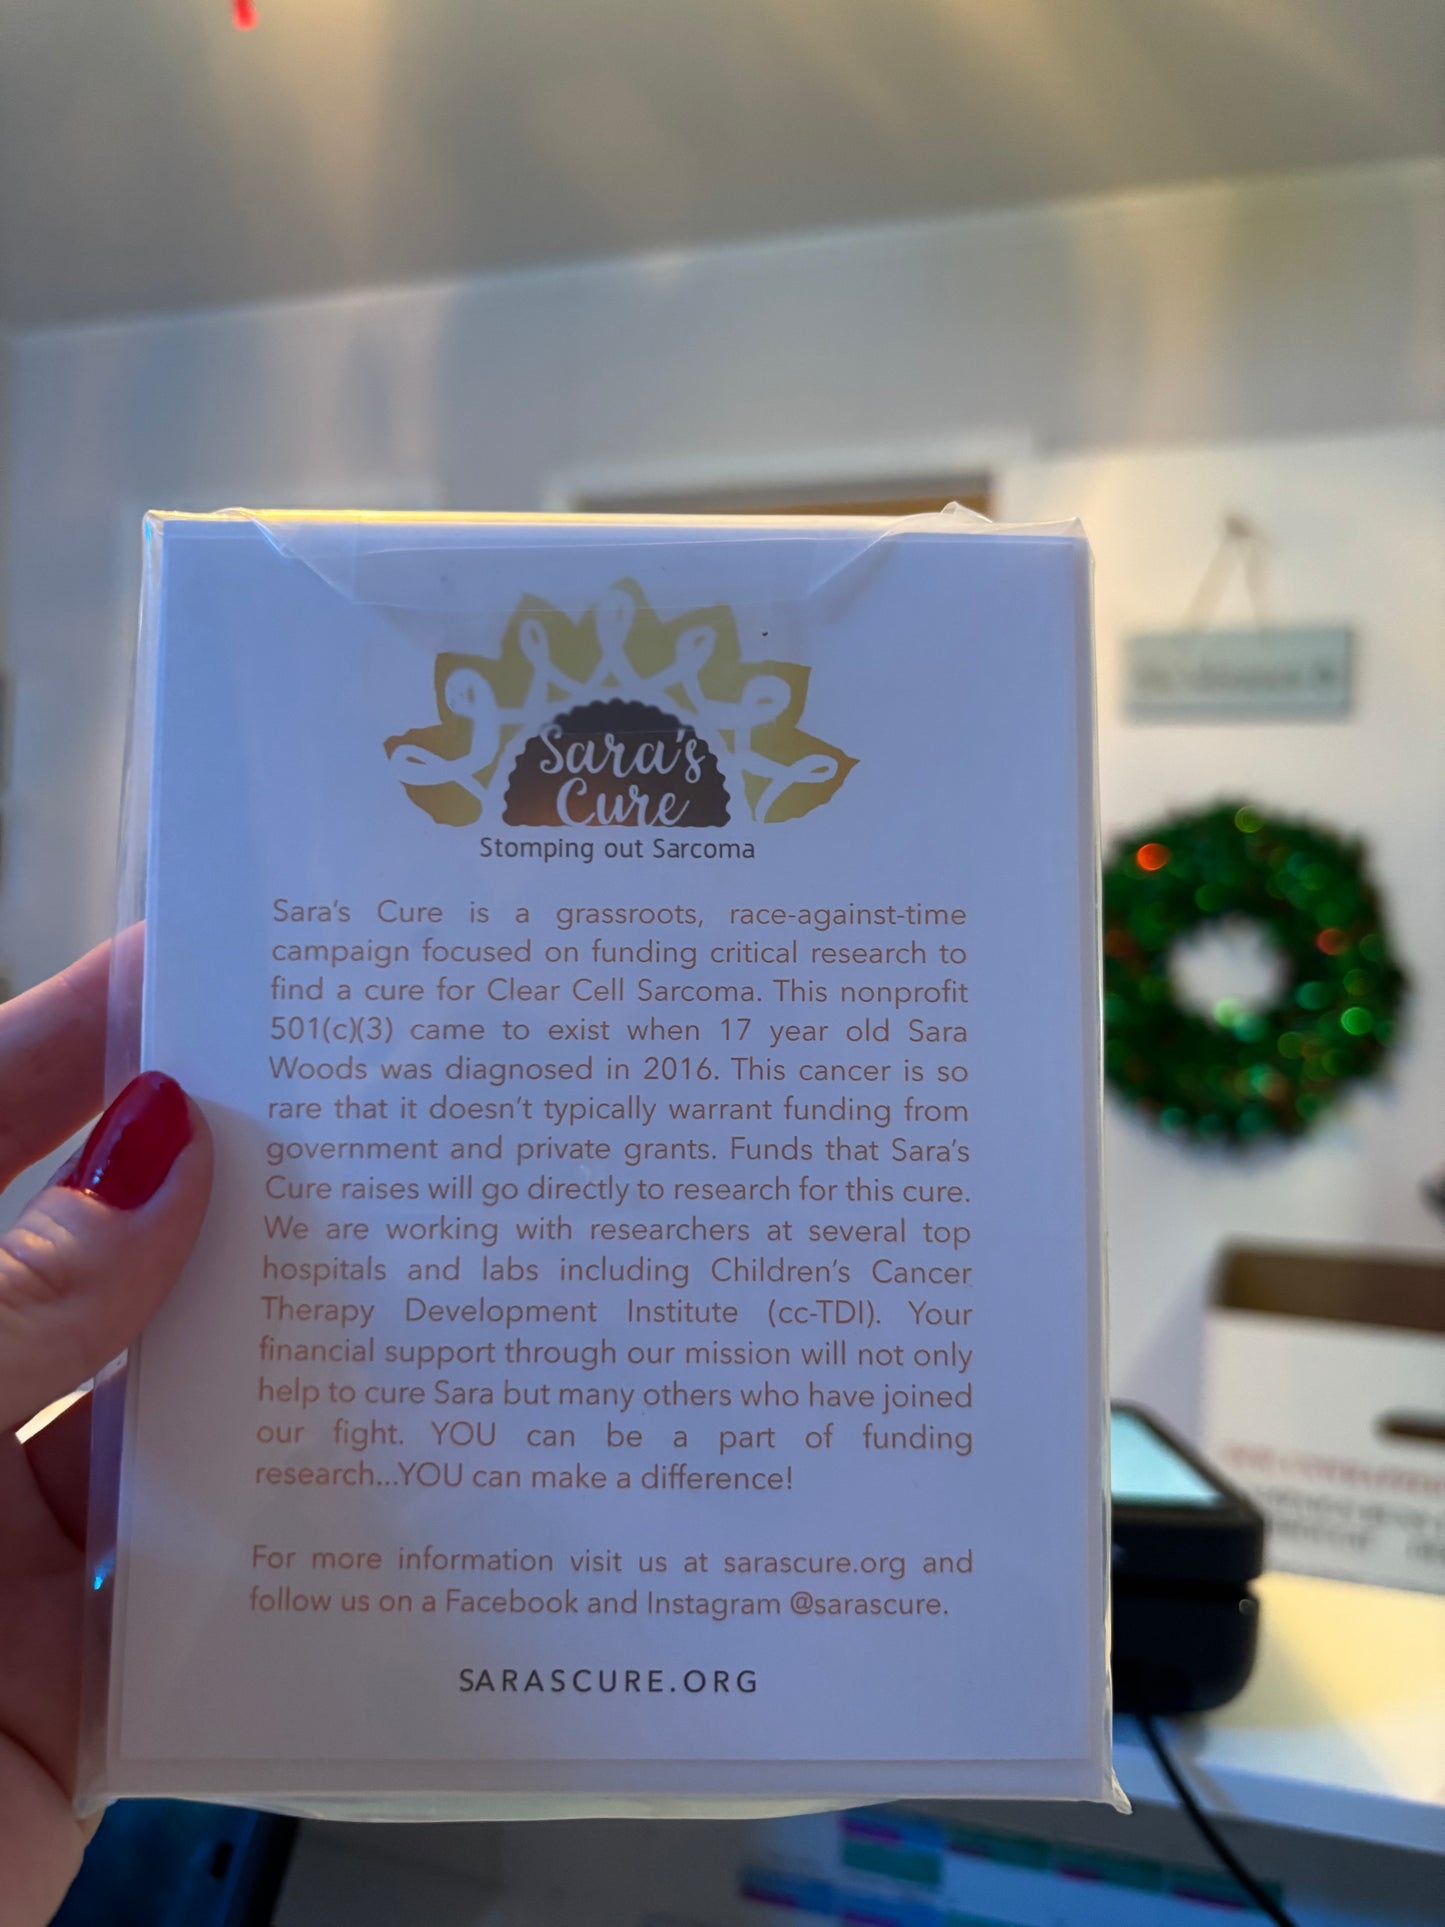 Sara's
Cure
Stomping out Sarcoma
Sara's Cure is a grassroots, race-against-time
campaign focused on funding critical research to
find a cure for Clear Cell Sarcoma. This nonprofit
501(c)(3) came to exist when 17 year old Sara
Woods was diagnosed in 2016. This cancer is so
rare that it doesn't typically warrant funding from
government and private grants. Funds that Sara's
Cure raises will go directly to research for this cure.
We are working with researchers at several top
hospitals and labs including Children's Cancer
Therapy Development Institute (cc-TDI). Your
financial support through our mission will not only
help to cure Sara but many others who have joined
our fight. YOU can be a part of funding
research...YOU can make a difference!
For more information visit us at sarascure.org and
follow us on a Facebook and Instagram @sarascure.
SARASCURE.ORG